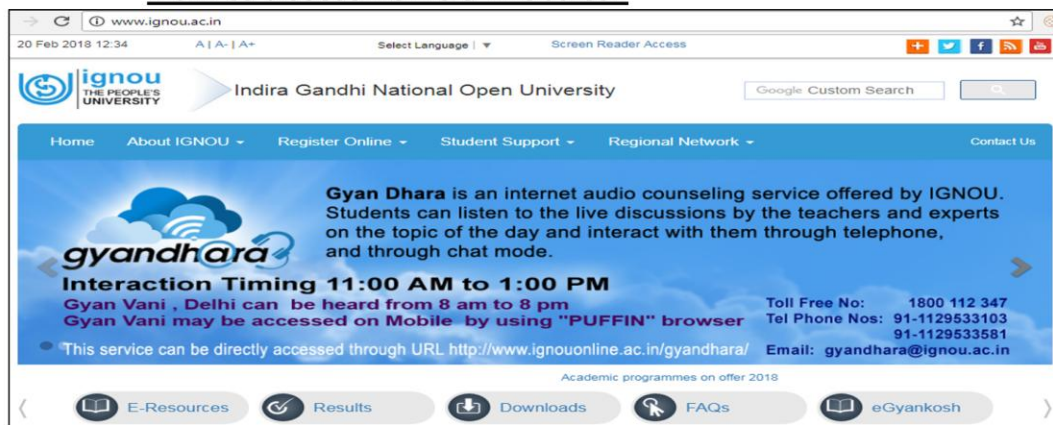 www.ignou.ac.in
20 Feb 2018 12:34 A | A- | A+ Select Language | ▼ Screen Reader Access
ignou
THE PEOPLE'S
UNIVERSITY
Indira Gandhi National Open University
Google Custom Search
Home About IGNOU Register Online Student Support Regional Network Contact Us
Gyan Dhara is an internet audio counseling service offered by IGNOU.
Students can listen to the live discussions by the teachers and experts
on the topic of the day and interact with them through telephone,
and through chat mode.
gyandhara
Interaction Timing 11:00 AM to 1:00 PM
Gyan Vani , Delhi can be heard from 8 am to 8 pm
Gyan Vani may be accessed on Mobile by using "PUFFIN" browser
This service can be directly accessed through URL http://www.ignouonline.ac.in/gyandhara/
Toll Free No: 1800 112 347
Tel Phone Nos: 91-1129533103
91-1129533581
Email: gyandhara@ignou.ac.in
Academic programmes on offer 2018
E-Resources Results Downloads FAQs eGyankosh